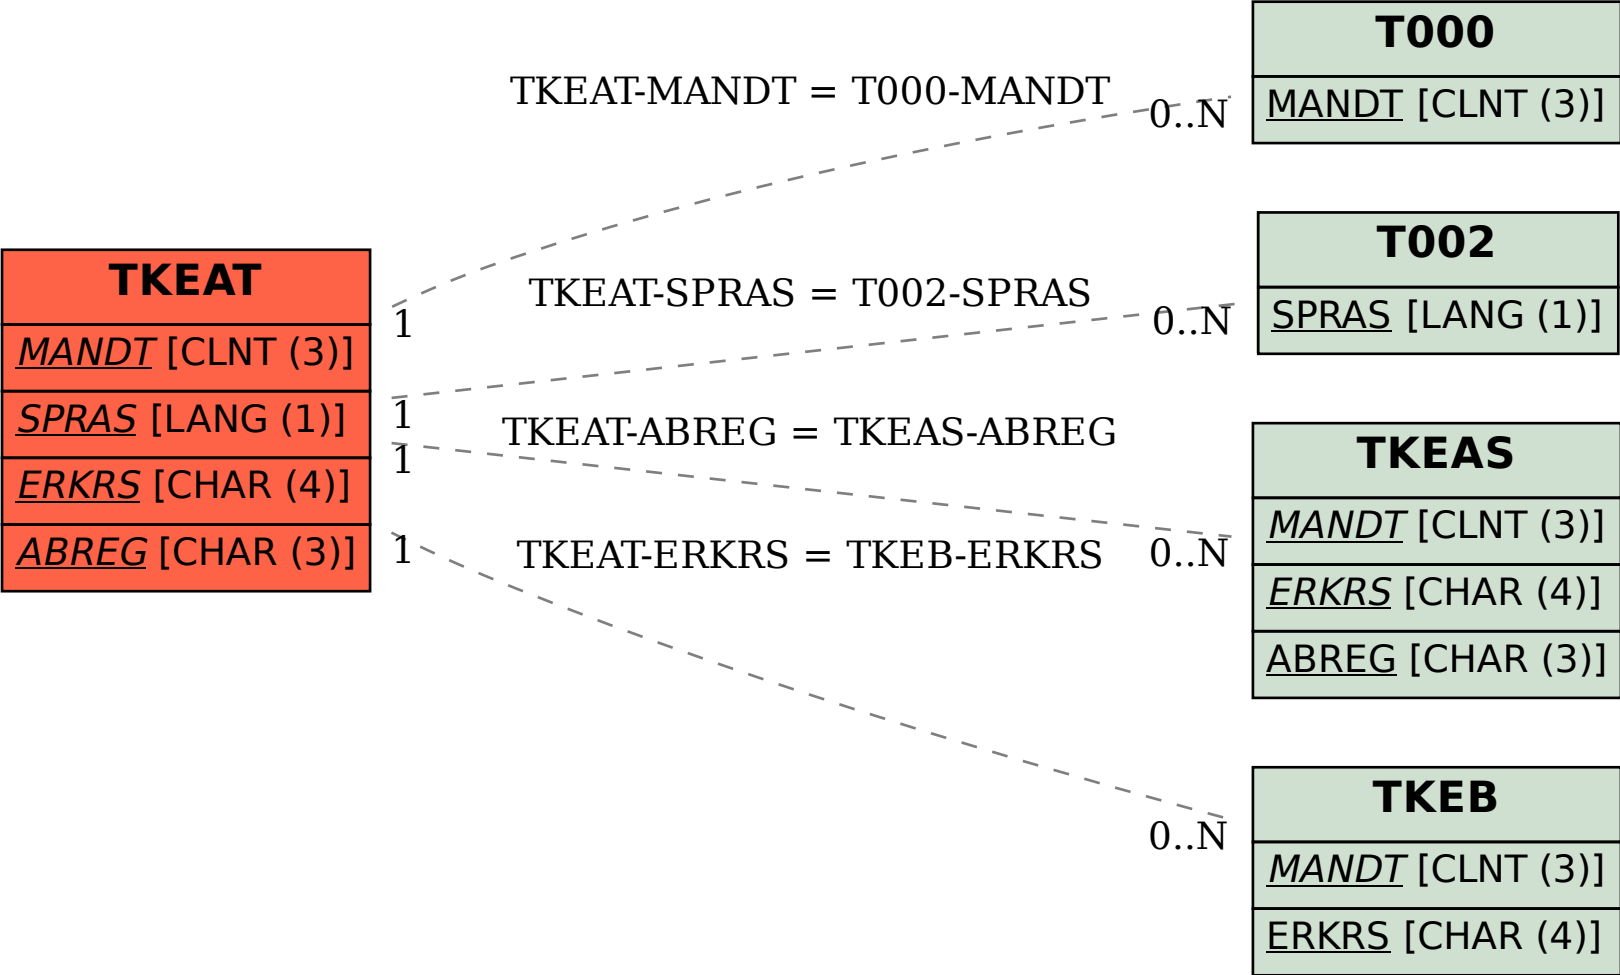 T000
MANDT [CLNT (3)]
TKEAT-MANDT = T000-MANDT
0..N
T002
SPRAS [LANG (1)]
TKEAT
MANDT [CLNT (3)]
SPRAS [LANG (1)]
ERKRS [CHAR (4)]
ABREG [CHAR (3)]
1
TKEAT-SPRAS = T002-SPRAS
0..N
1
1
TKEAT-ABREG = TKEAS-ABREG
0..N
TKEAS
MANDT [CLNT (3)]
ERKRS [CHAR (4)]
ABREG [CHAR (3)]
1
TKEAT-ERKRS = TKEB-ERKRS
0..N
TKEB
MANDT [CLNT (3)]
ERKRS [CHAR (4)]